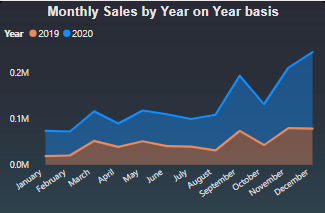 Monthly Sales by Year on Year basis
Year 2019 2020
0.2M
0.1M
0.0M
January
February
March
April
May
June
July
August
September
October
November
December